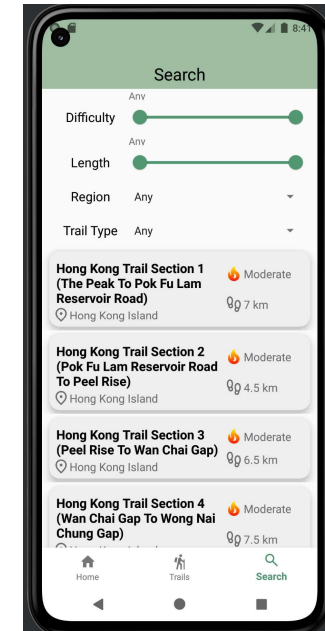 8:41
Search
Any
Difficulty
Any
Length
Region Any
Trail Type Any
Hong Kong Trail Section 1
(The Peak To Pok Fu Lam
Reservoir Road)
Hong Kong Island
Moderate
7 km
Hong Kong Trail Section 2
(Pok Fu Lam Reservoir Road
To Peel Rise)
Hong Kong Island
Moderate
4.5 km
Hong Kong Trail Section 3
(Peel Rise To Wan Chai Gap)
Hong Kong Island
Moderate
6.5 km
Hong Kong Trail Section 4
(Wan Chai Gap To Wong Nai
Chung Gap)
Moderate
7.5 km
Home
Trails
Search